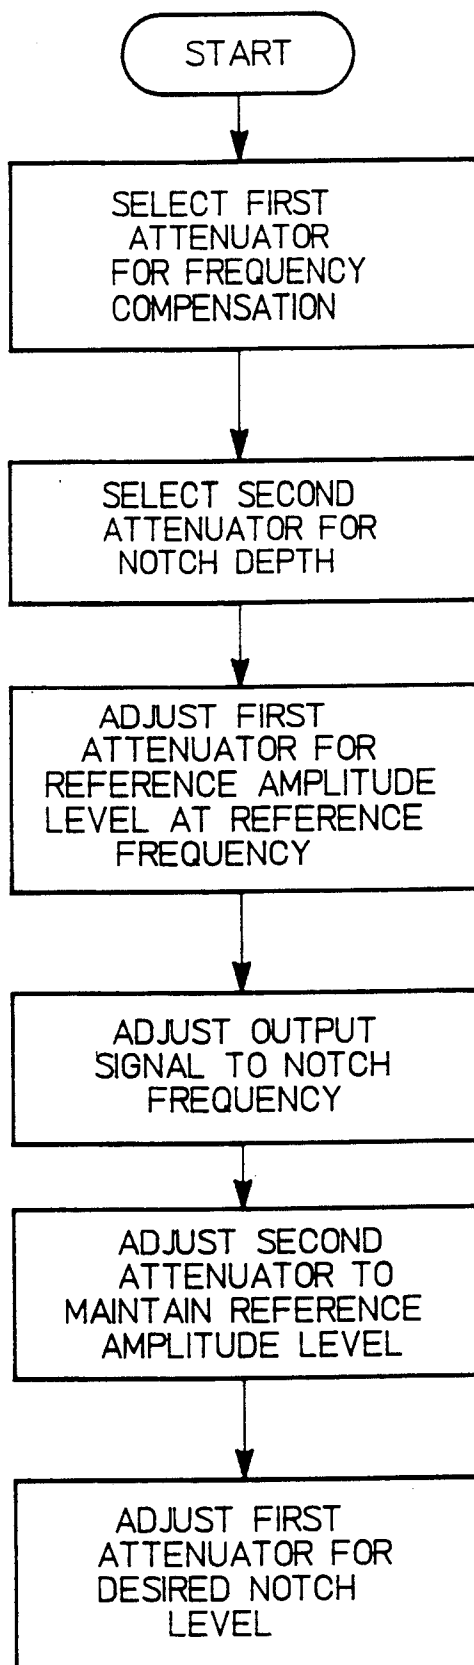 START
SELECT FIRST
ATTENUATOR
FOR FREQUENCY
COMPENSATION
SELECT SECOND
ATTENUATOR FOR
NOTCH DEPTH
ADJUST FIRST
ATTENUATOR FOR
REFERENCE AMPLITUDE
LEVEL AT REFERENCE
FREQUENCY
ADJUST OUTPUT
SIGNAL TO NOTCH
FREQUENCY
ADJUST SECOND
ATTENUATOR TO
MAINTAIN REFERENCE
AMPLITUDE LEVEL
ADJUST FIRST
ATTENUATOR FOR
DESIRED NOTCH
LEVEL